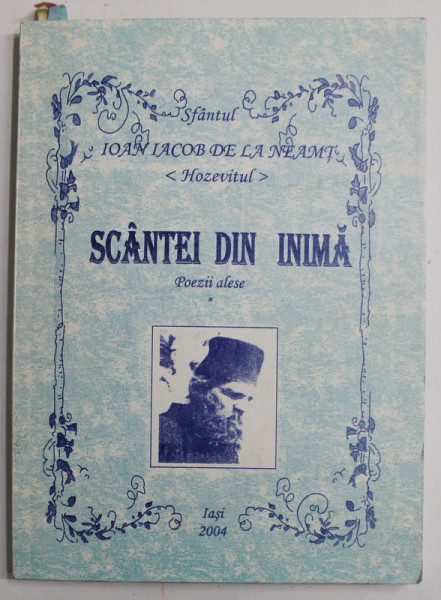 Sfântul
IOAN IACOB DE LA NEAMŢ
< Hozevitul >
SCÂNTEI DIN INIMĂ
Poezii alese
*
Iaşi
2004